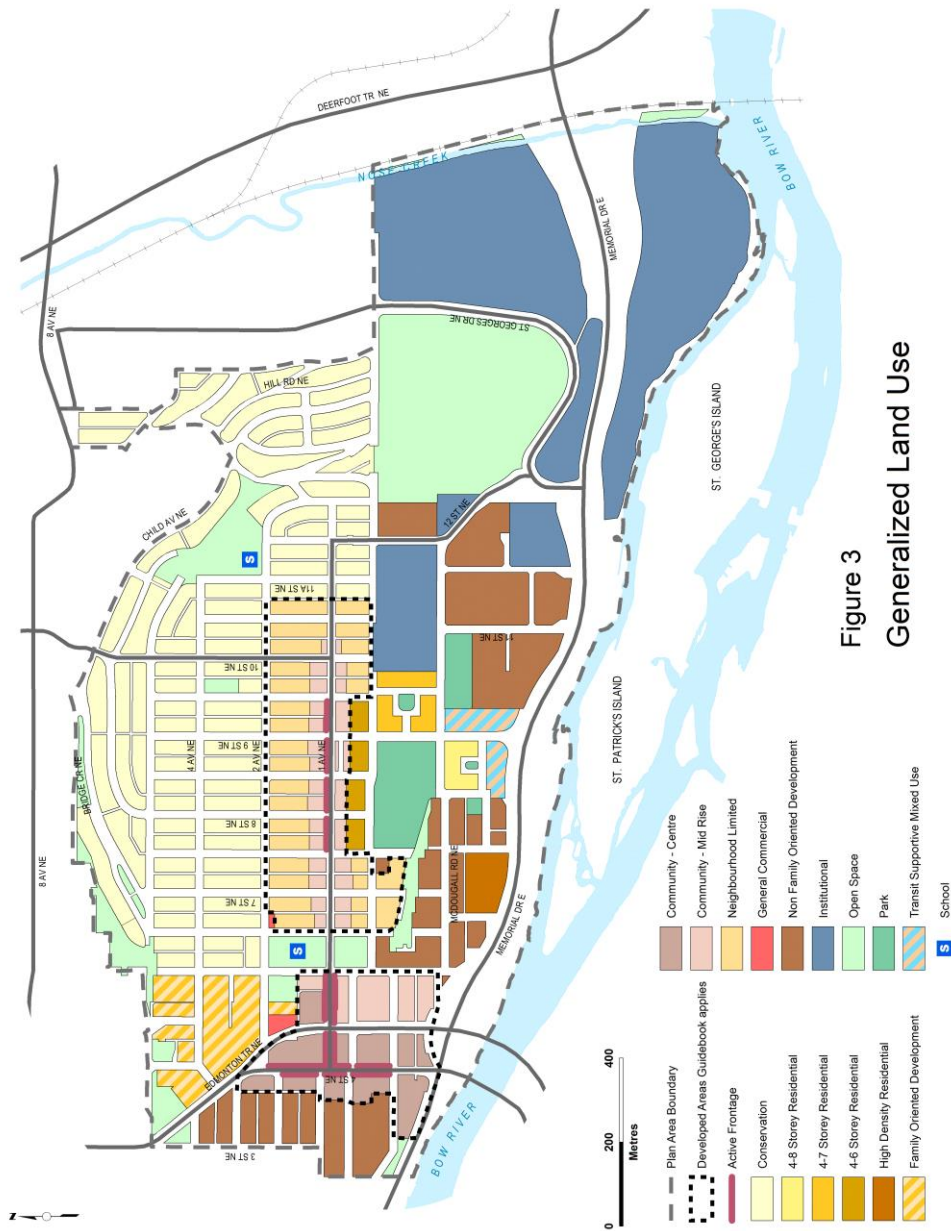 8 AV NE
DEERFOOT TR NE
NOSE CREEK
8 AV NE
HILL RD NE
CHILD AV NE
ST. GEORGES DR NE
MEMORIAL DR E
BOW RIVER
BRIDGE CR NE
S
11A ST NE
10 ST NE
12 ST NE
11 ST NE
4 AV NE
9 ST NE
2 AV NE
1 AV NE
8 ST NE
7 ST NE
S
MCDOUGALL RD NE
MEMORIAL DR E
EDMONTON TR NE
4 ST NE
3 ST NE
BOW RIVER
ST. PATRICK'S ISLAND
ST. GEORGE'S ISLAND
Figure 3
Generalized Land Use
0 200 400
Metres
Plan Area Boundary
Developed Areas Guidebook applies
Active Frontage
Conservation
4-8 Storey Residential
4-7 Storey Residential
4-6 Storey Residential
High Density Residential
Family Oriented Development
Community - Centre
Community - Mid Rise
Neighbourhood Limited
General Commercial
Non Family Oriented Development
Institutional
Open Space
Park
Transit Supportive Mixed Use
S School
Z